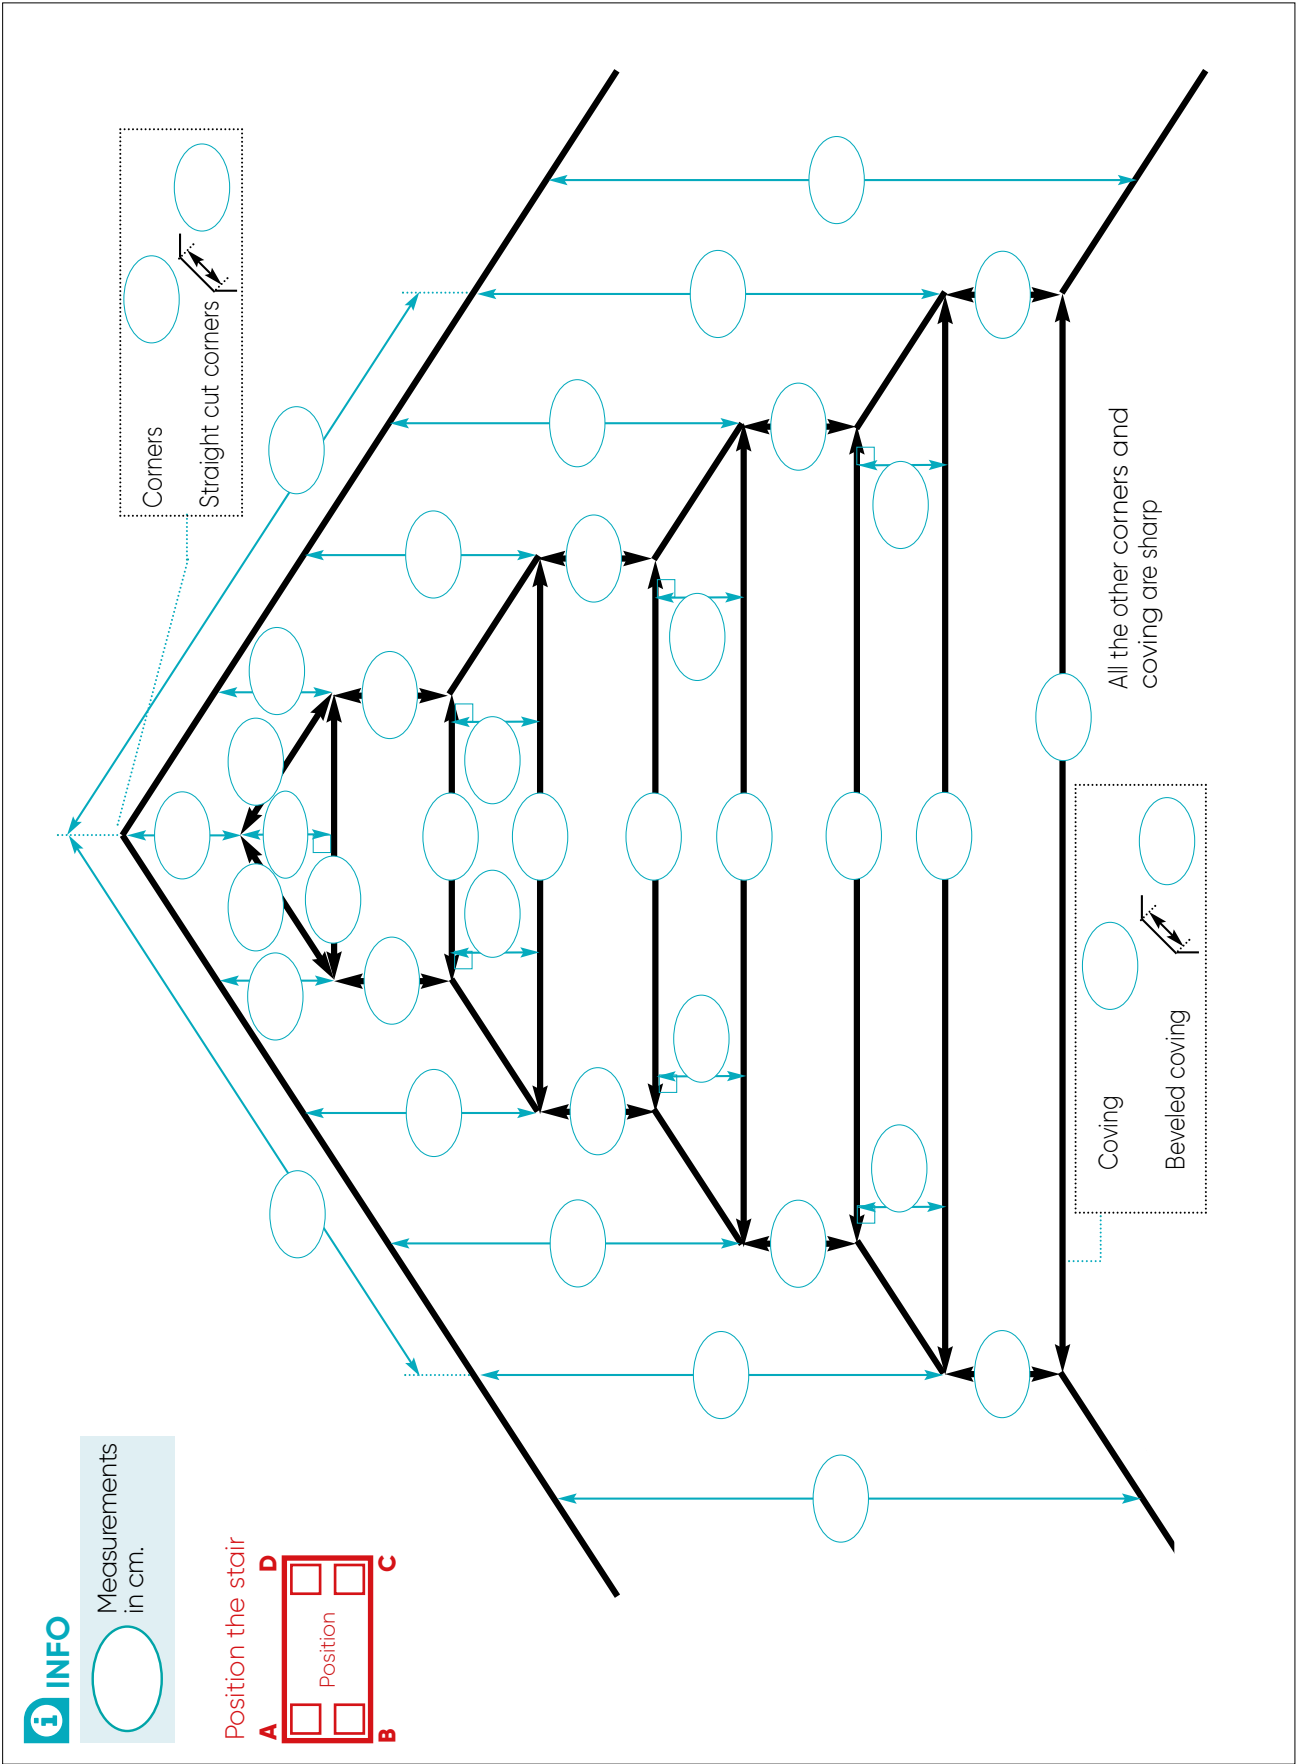 INFO
Measurements
in cm.
Position the stair
A
D
Position
B
C
Corners
Straight cut corners
All the other corners and
coving are sharp
Coving
Beveled coving